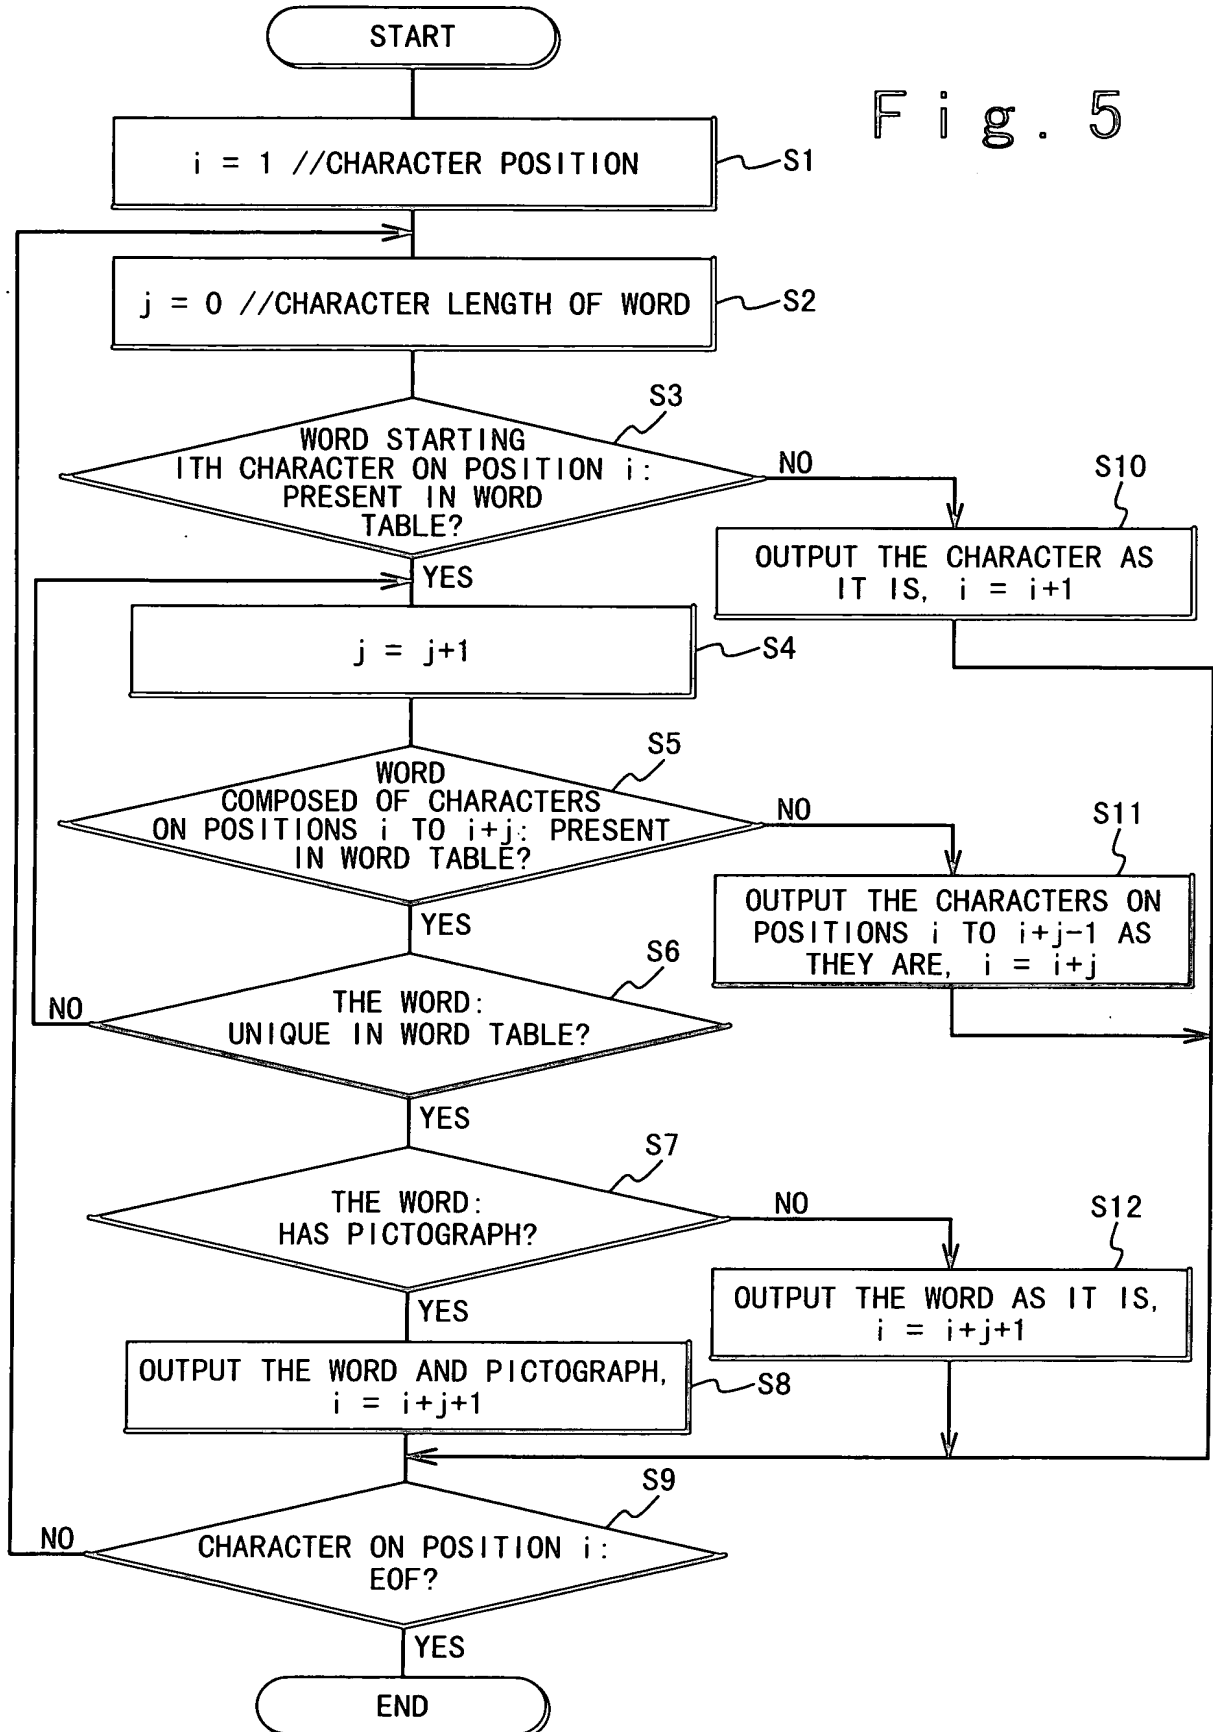 START
Fig. 5
i = 1 //CHARACTER POSITION
S1
j = 0 //CHARACTER LENGTH OF WORD
S2
S3
WORD STARTING
ITH CHARACTER ON POSITION i:
PRESENT IN WORD
TABLE?
NO
YES
S10
OUTPUT THE CHARACTER AS
IT IS, i = i+1
j = j+1
S4
S5
WORD
COMPOSED OF CHARACTERS
ON POSITIONS i TO i+j: PRESENT
IN WORD TABLE?
NO
YES
S11
OUTPUT THE CHARACTERS ON
POSITIONS i TO i+j-1 AS
THEY ARE, i = i+j
S6
THE WORD:
UNIQUE IN WORD TABLE?
NO
YES
S7
THE WORD:
HAS PICTOGRAPH?
NO
YES
S12
OUTPUT THE WORD AS IT IS,
i = i+j+1
OUTPUT THE WORD AND PICTOGRAPH,
i = i+j+1
S8
S9
CHARACTER ON POSITION i:
EOF?
NO
YES
END